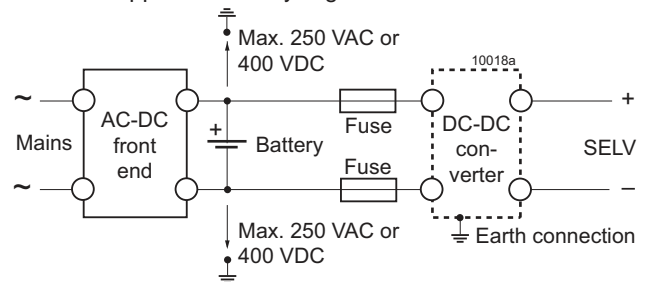 Max. 250 VAC or
400 VDC
10018a
~
Mains
~
AC-DC
front
end
+
Battery
Fuse
Fuse
DC-DC
con-
verter
+
SELV
–
Max. 250 VAC or
400 VDC
Earth connection